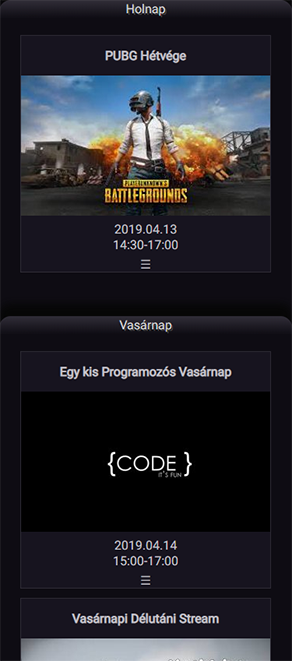 Holnap
PUBG Hétvége
PLAYERUNKNOWN'S
BATTLEGROUNDS
2019.04.13
14:30-17:00
Vasárnap
Egy kis Programozós Vasárnap
{CODE }
IT'S FUN
2019.04.14
15:00-17:00
Vasárnapi Délutáni Stream